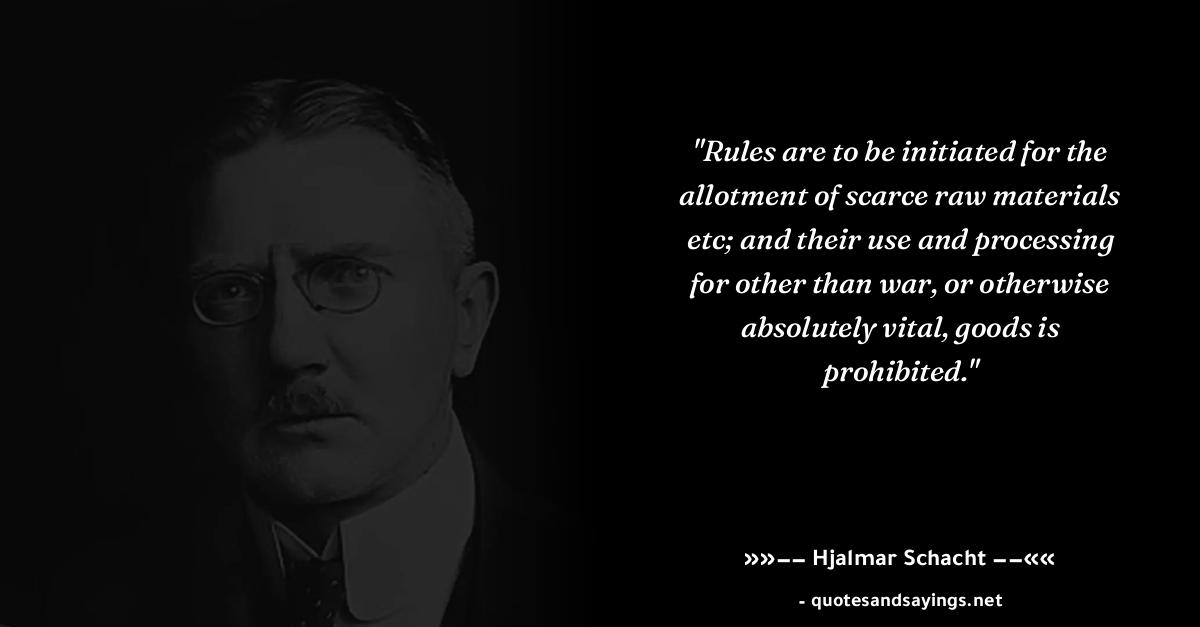 "Rules are to be initiated for the
allotment of scarce raw materials
etc; and their use and processing
for other than war, or otherwise
absolutely vital, goods is
prohibited."
»»−− Hjalmar Schacht −−««
- quotesandsayings.net